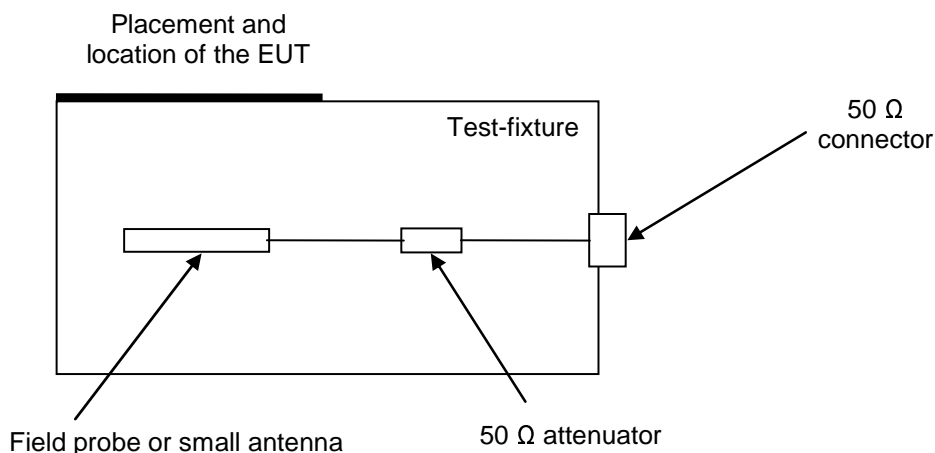 Placement and
location of the EUT
Test-fixture
50 Ω
connector
Field probe or small antenna
50 Ω attenuator